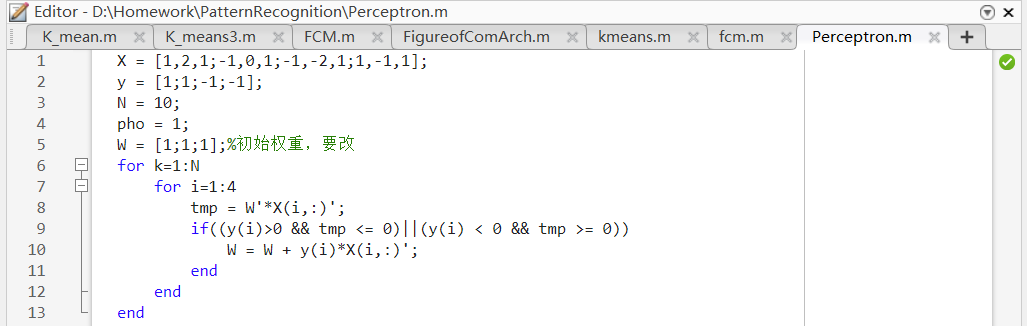 Editor - D:\Homework\PatternRecognition\Perceptron.m
K_mean.m K_means3.m FCM.m FigureofComArch.m kmeans.m fcm.m Perceptron.m
1 X = [1,2,1;-1,0,1;-1,-2,1;1,-1,1];
2 y = [1;1;-1;-1];
3 N = 10;
4 pho = 1;
5 W = [1;1;1];%初始权重，要改
6 for k=1:N
7 for i=1:4
8 tmp = W'*X(i,:)';
9 if((y(i)>0 && tmp <= 0)||(y(i) < 0 && tmp >= 0))
10 W = W + y(i)*X(i,:)';
11 end
12 end
13 end